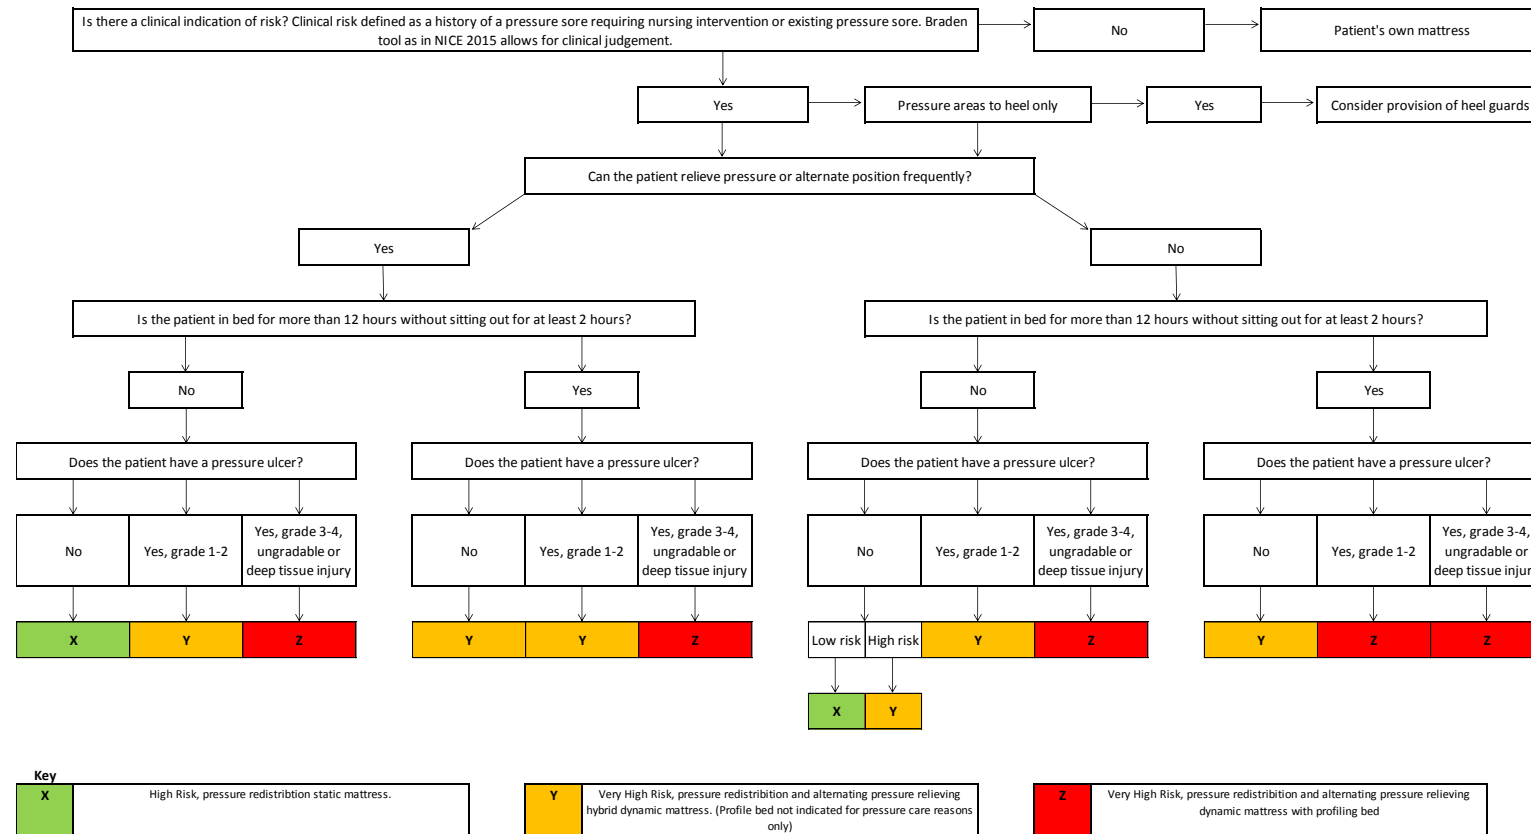 Is there a clinical indication of risk? Clinical risk defined as a history of a pressure sore requiring nursing intervention or existing pressure sore. Braden
tool as in NICE 2015 allows for clinical judgement.
No
Patient's own mattress
Yes
Pressure areas to heel only
Yes
Consider provision of heel guards
Can the patient relieve pressure or alternate position frequently?
Yes
No
Is the patient in bed for more than 12 hours without sitting out for at least 2 hours?
Is the patient in bed for more than 12 hours without sitting out for at least 2 hours?
No
Yes
No
Yes
Does the patient have a pressure ulcer?
Does the patient have a pressure ulcer?
Does the patient have a pressure ulcer?
Does the patient have a pressure ulcer?
No
Yes, grade 1-2
Yes, grade 3-4,
ungradable or
deep tissue injury
No
Yes, grade 1-2
Yes, grade 3-4,
ungradable or
deep tissue injury
No
Yes, grade 1-2
Yes, grade 3-4,
ungradable or
deep tissue injury
No
Yes, grade 1-2
Yes, grade 3-4,
ungradable or
deep tissue
X
Y
Z
Y
Y
Z
Low risk
High risk
Y
Z
Y
Z
Z
X
Y
Key
X
High Risk, pressure redistribtion static mattress.
Y
Very High Risk, pressure redistribition and alternating pressure relieving
hybrid dynamic mattress. (Profile bed not indicated for pressure care reasons
only)
Z
Very High Risk, pressure redistribition and alternating pressure relieving
dynamic mattress with profiling bed